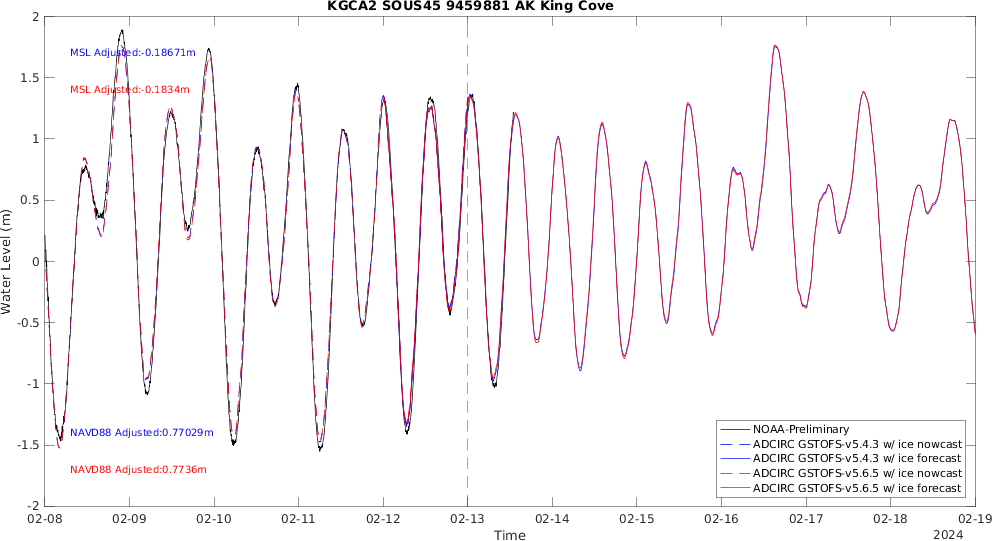 KGCA2 SOUS45 9459881 AK King Cove
2
1.5
1
0.5
0
-0.5
-1
-1.5
-2
Water Level (m)
MSL Adjusted:-0.18671m
MSL Adjusted:-0.1834m
NAVD88 Adjusted:0.77029m
NAVD88 Adjusted:0.7736m
NOAA-Preliminary
ADCIRC GSTOFS-v5.4.3 w/ ice nowcast
ADCIRC GSTOFS-v5.4.3 w/ ice forecast
ADCIRC GSTOFS-v5.6.5 w/ ice nowcast
ADCIRC GSTOFS-v5.6.5 w/ ice forecast
02-08 02-09 02-10 02-11 02-12 02-13 02-14 02-15 02-16 02-17 02-18 02-19
Time
2024